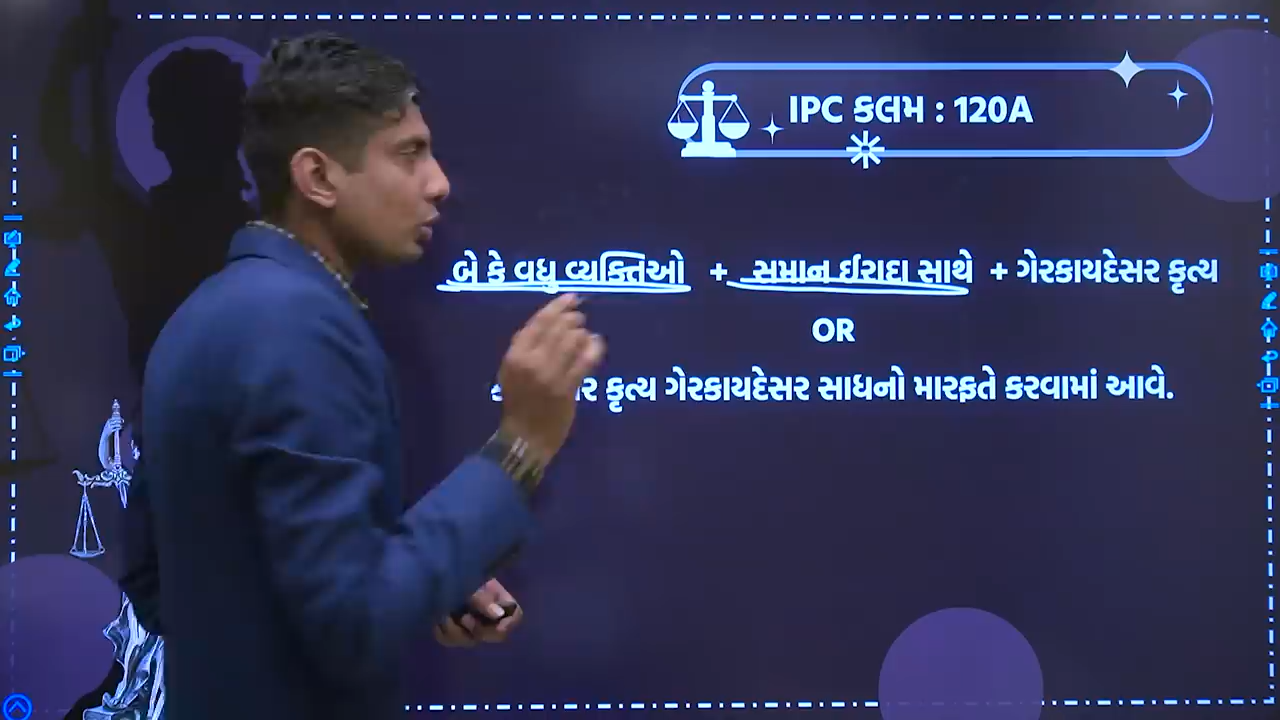 IPC કલમ : 120A
બે કે વધુ વ્યક્તિઓ + સમાન ઈરાદા સાથે + ગેરકાયદેસર કૃત્ય
OR
કૃત્ય ગેરકાયદેસર સાધનો મારફતે કરવામાં આવે.